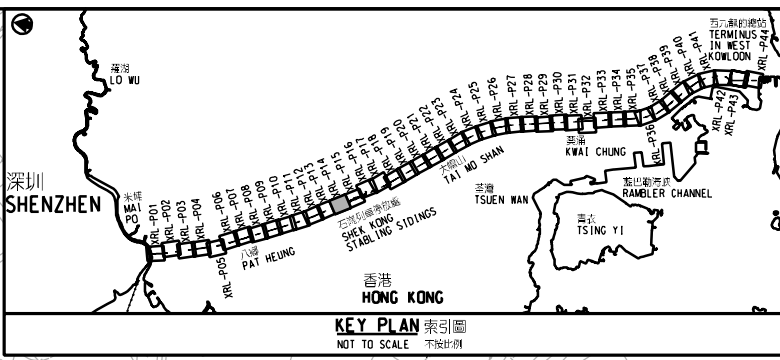 羅湖
LO WU
深圳
SHENZHEN
米埔
MAI
PO
XRL-P01
XRL-P02
XRL-P03
XRL-P04
XRL-P05
XRL-P06
XRL-P07
XRL-P08
XRL-P09
XRL-P10
XRL-P11
XRL-P12
XRL-P13
XRL-P14
XRL-P15
XRL-P16
XRL-P17
XRL-P18
XRL-P19
XRL-P20
XRL-P21
XRL-P22
XRL-P23
XRL-P24
XRL-P25
XRL-P26
XRL-P27
XRL-P28
XRL-P29
XRL-P30
XRL-P31
XRL-P32
XRL-P33
XRL-P34
XRL-P35
XRL-P36
XRL-P37
XRL-P38
XRL-P39
XRL-P40
XRL-P41
XRL-P42
XRL-P43
XRL-P44
西九龍的總站
TERMINUS
IN WEST
KOWLOON
八鄉
PAT HEUNG
SHEK KONG
STABLING SIDINGS
大帽山
TAI MO SHAN
葵涌
KWAI CHUNG
荃灣
TSUEN WAN
藍巴勒海峽
RAMBLER CHANNEL
青衣
TSING YI
香港
HONG KONG
KEY PLAN 索引圖
NOT TO SCALE 不按比例